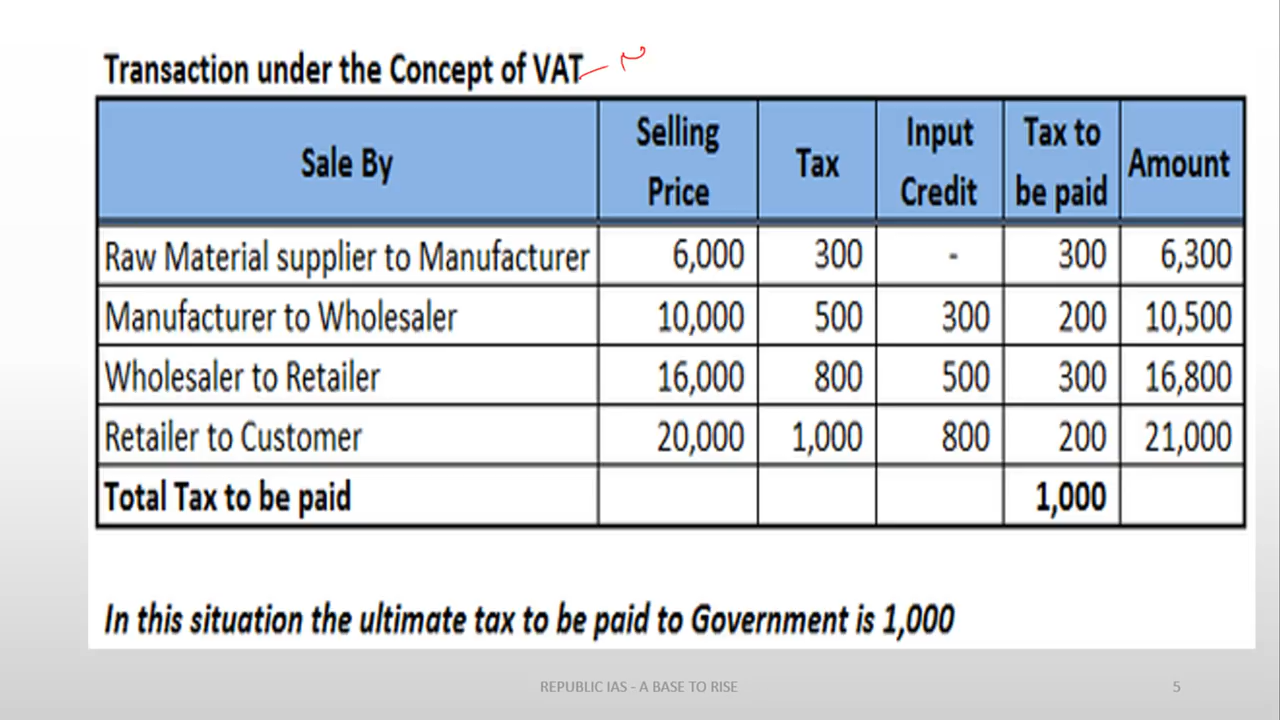 Transaction under the Concept of VAT
Sale By Selling Price Tax Input Credit Tax to be paid Amount
Raw Material supplier to Manufacturer 6,000 300 - 300 6,300
Manufacturer to Wholesaler 10,000 500 300 200 10,500
Wholesaler to Retailer 16,000 800 500 300 16,800
Retailer to Customer 20,000 1,000 800 200 21,000
Total Tax to be paid 1,000
In this situation the ultimate tax to be paid to Government is 1,000
REPUBLIC IAS - A BASE TO RISE 5